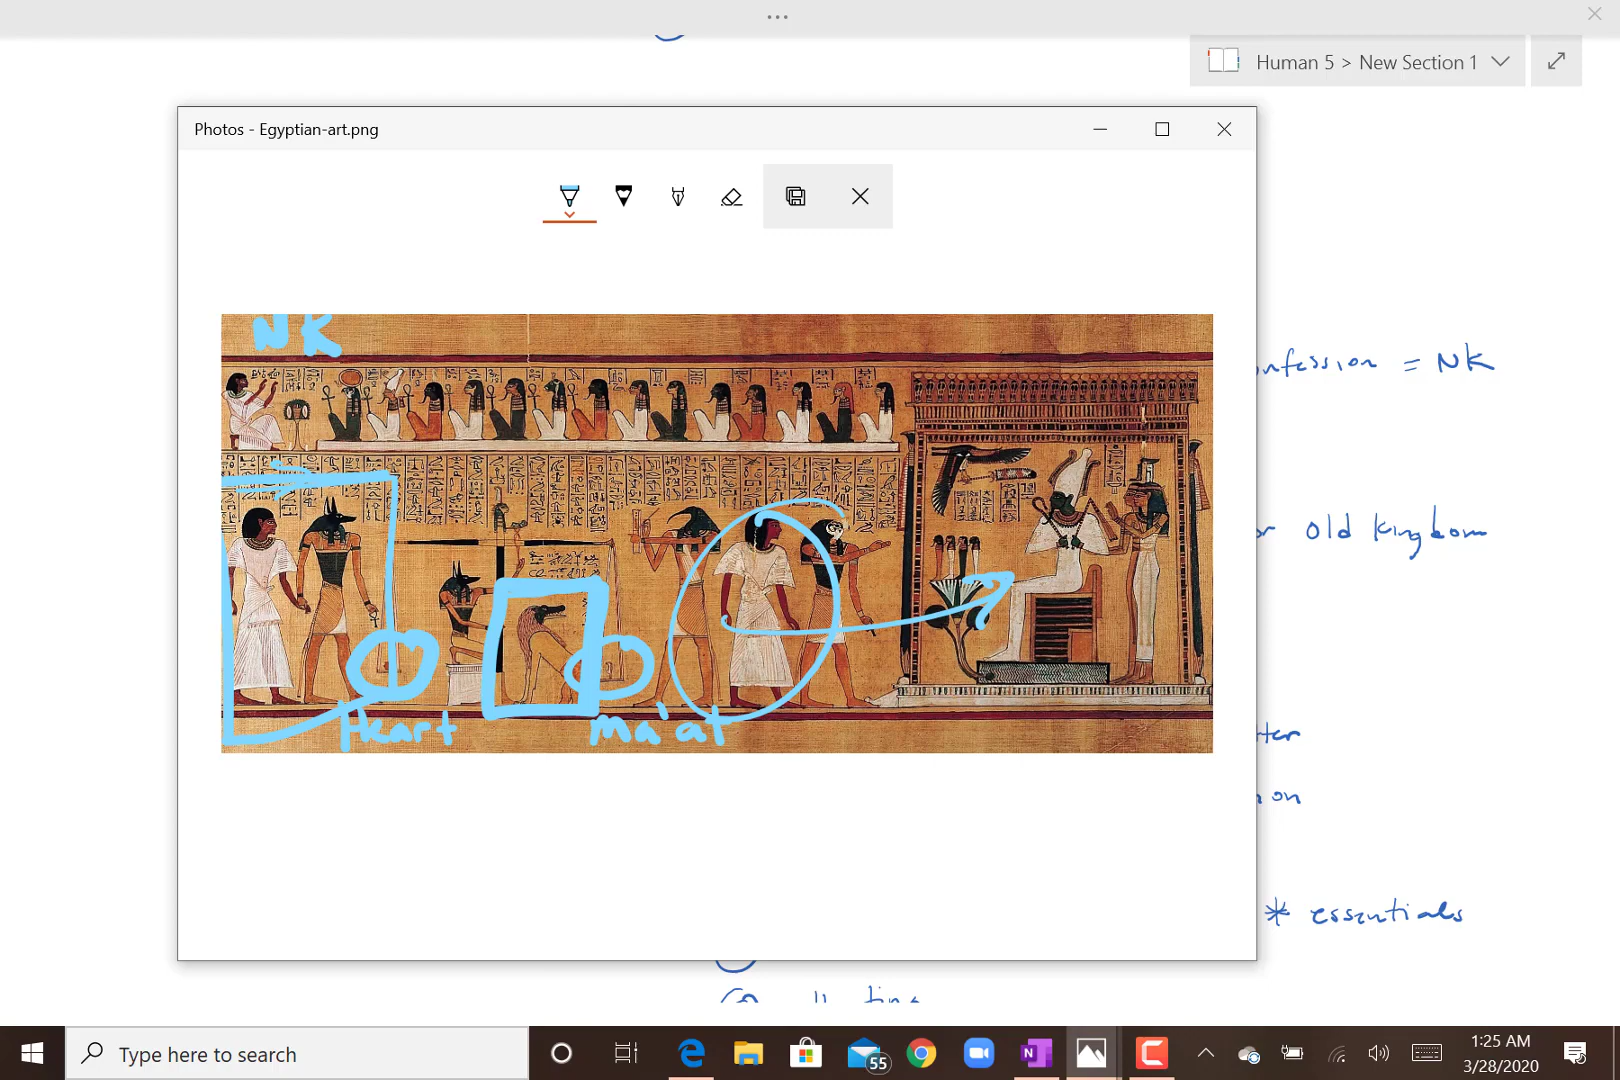 Human 5 > New Section 1
Photos - Egyptian-art.png
NK
nfession = NK
old kingdom
Heart
Ma'at
on
* essentials
Type here to search
55
N
1:25 AM
3/28/2020